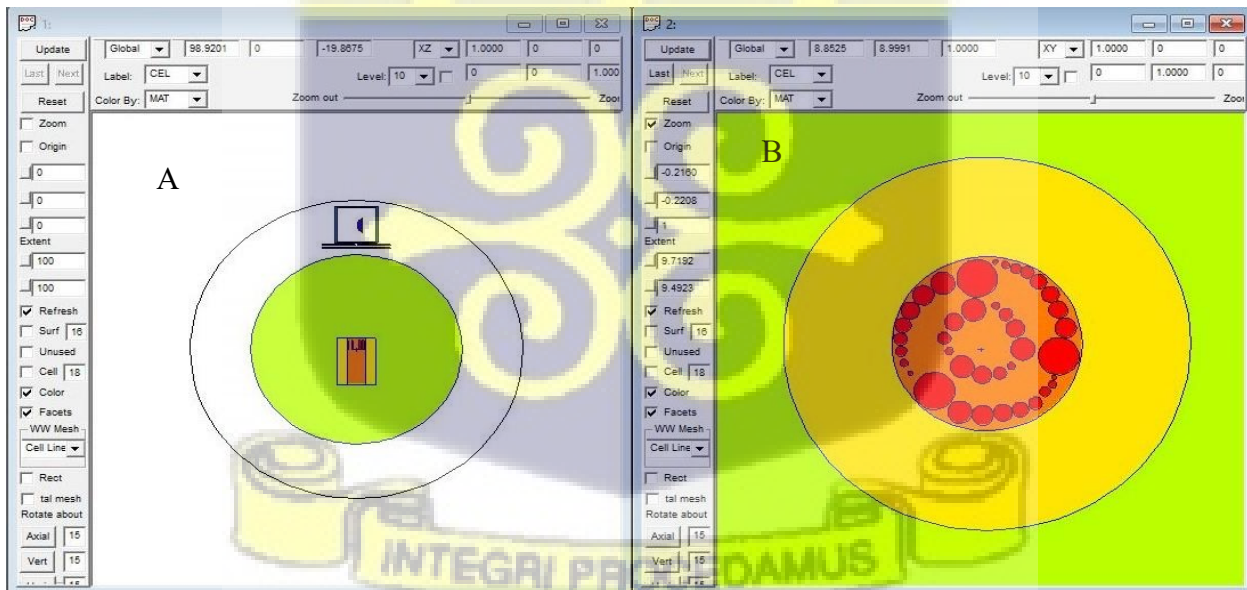 1:
Update
Global
98.9201
0
-19.8675
XZ
1.0000
0
0
Last Next
Label: CEL
Level: 10
0
0
1.000
Reset
Color By: MAT
Zoom out
Zoo
Zoom
Origin
0
0
0
Extent
100
100
Refresh
Surf 16
Unused
Cell 18
Color
Facets
WW Mesh
Cell Line
Rect
tal mesh
Rotate about
Axial 15
Vert 15
A
2:
Update
Global
8.8525
8.9991
1.0000
XY
1.0000
0
0
Last Next
Label: CEL
Level: 10
0
1.0000
0
Reset
Color By: MAT
Zoom out
Zoo
Zoom
Origin
-0.2160
-0.2208
1
Extent
9.7192
9.4923
Refresh
Surf 16
Unused
Cell 18
Color
Facets
WW Mesh
Cell Line
Rect
tal mesh
Rotate about
Axial 15
Vert 15
B
INTEGRI PROCEDAMUS